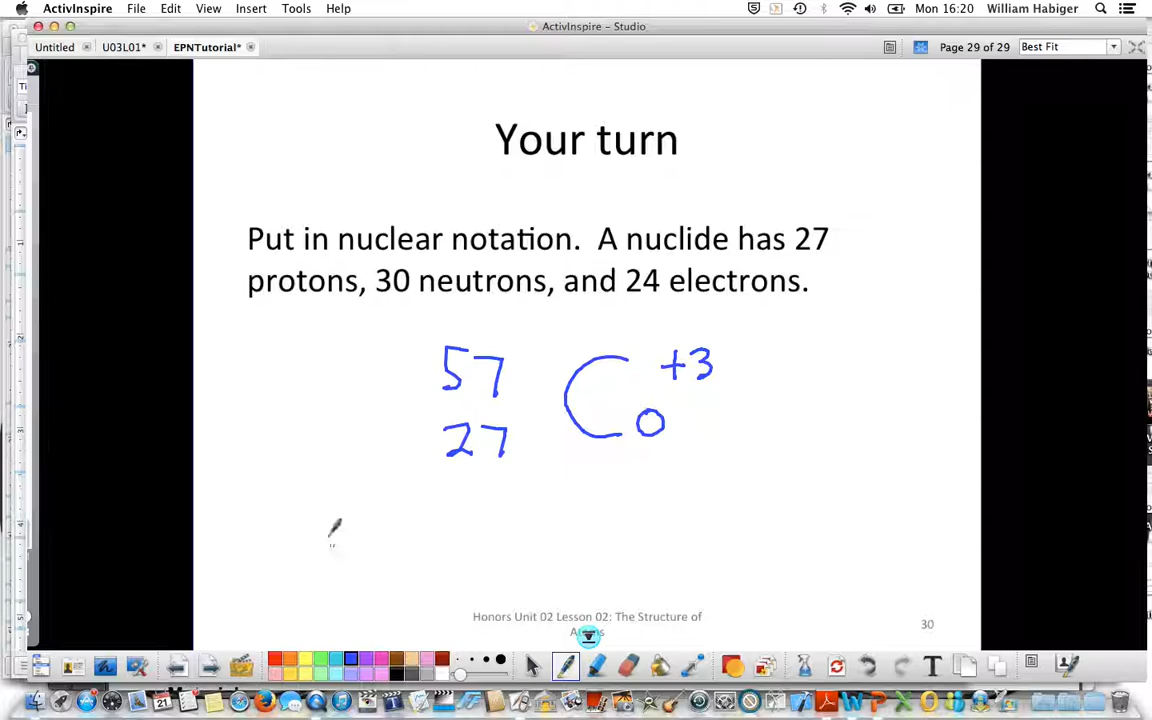 ActivInspire File Edit View Insert Tools Help Mon 16:20 William Habiger
ActivInspire – Studio
Untitled U03L01* EPNTutorial* Page 29 of 29 Best Fit
Your turn
Put in nuclear notation. A nuclide has 27
protons, 30 neutrons, and 24 electrons.
57 Co +3
27
Honors Unit 02 Lesson 02: The Structure of
30